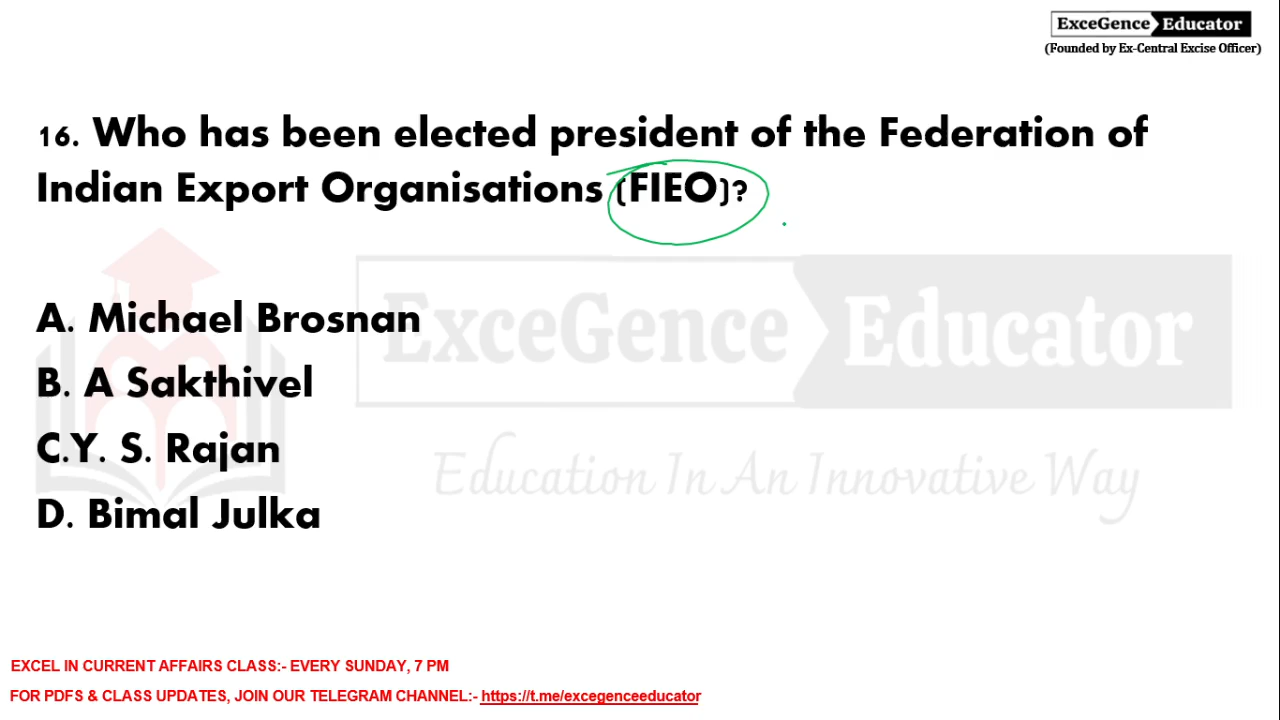 ExceGence Educator
(Founded by Ex-Central Excise Officer)
16. Who has been elected president of the Federation of
Indian Export Organisations (FIEO)?
ExceGence Educator
A. Michael Brosnan
B. A Sakthivel
C.Y. S. Rajan
Education In An Innovative Way
D. Bimal Julka
EXCEL IN CURRENT AFFAIRS CLASS:- EVERY SUNDAY, 7 PM
FOR PDFS & CLASS UPDATES, JOIN OUR TELEGRAM CHANNEL:- https://t.me/excegenceeducator